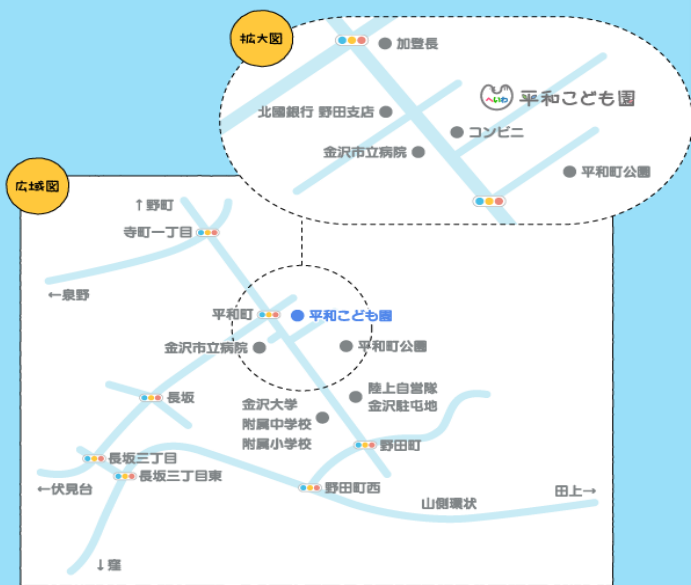 拡大図
加登長
へいわ
平和こども園
北國銀行 野田支店
コンビニ
金沢市立病院
平和町公園
広域図
↑野町
寺町一丁目
←泉野
平和町
平和こども園
金沢市立病院
平和町公園
長坂
陸上自営隊
金沢駐屯地
金沢大学
附属中学校
附属小学校
野田町
長坂三丁目
長坂三丁目東
←伏見台
野田町西
山側環状
田上→
↓窪